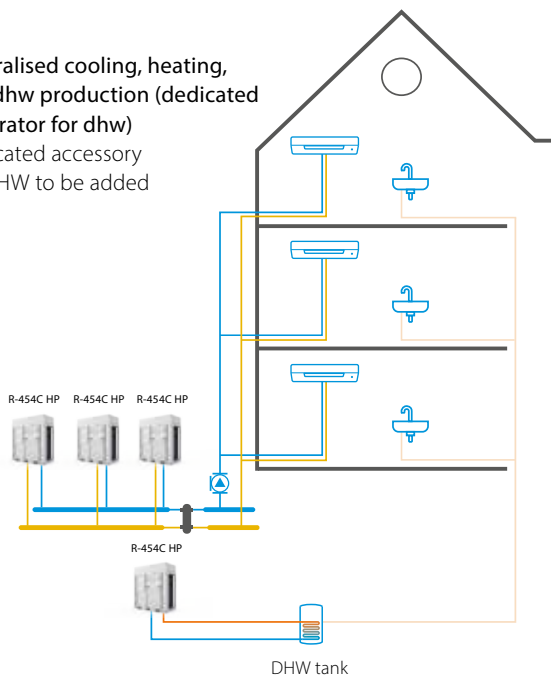 ralised cooling, heating,
dhw production (dedicated
rator for dhw)
cated accessory
HW to be added
R-454C HP R-454C HP R-454C HP
R-454C HP
DHW tank